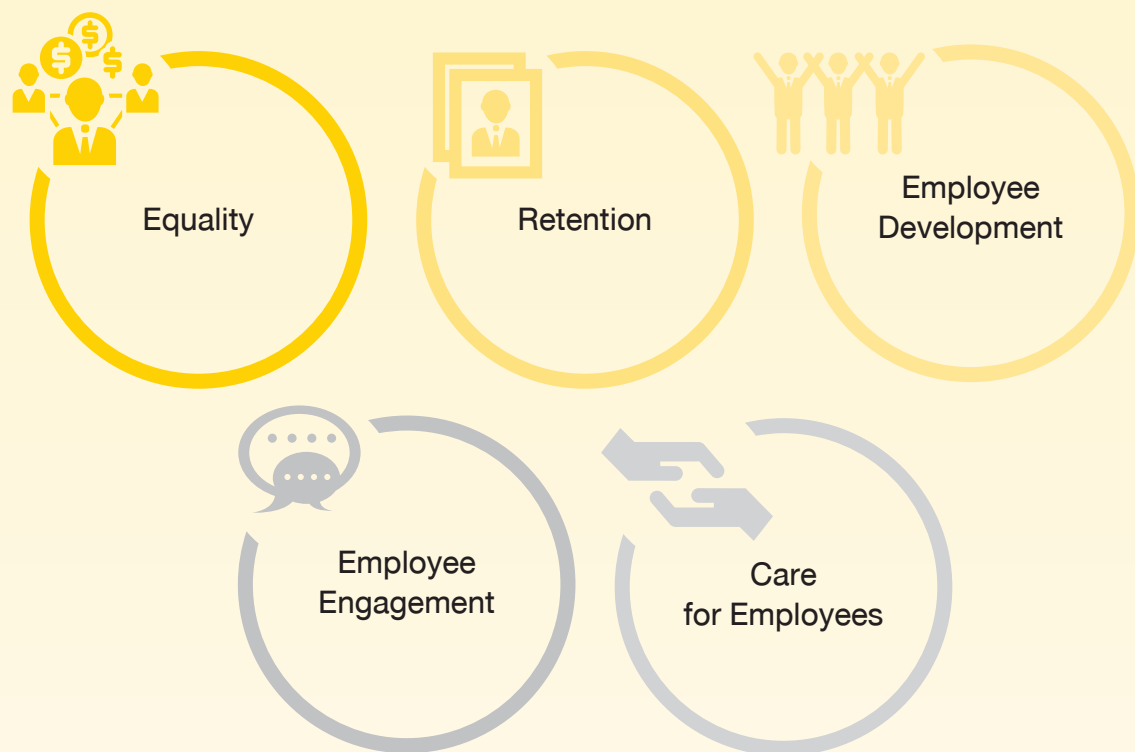 Equality
Retention
Employee
Development
Employee
Engagement
Care
for Employees